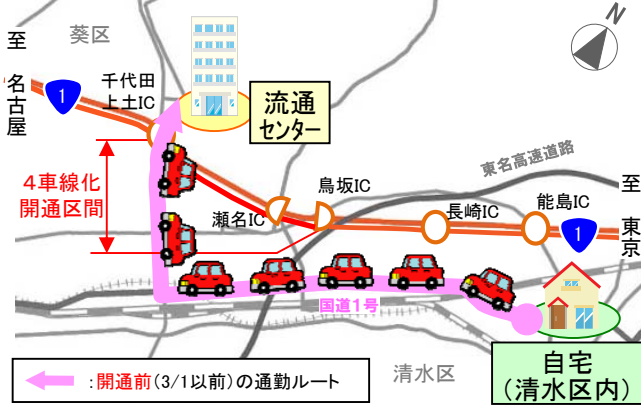 N
至
名古屋
葵区
1
千代田
上土IC
流通
センター
東名高速道路
至
東京
4車線化
開通区間
鳥坂IC
瀬名IC
長崎IC
能島IC
1
国道1号
清水区
自宅
(清水区内)
:開通前(3/1以前)の通勤ルート